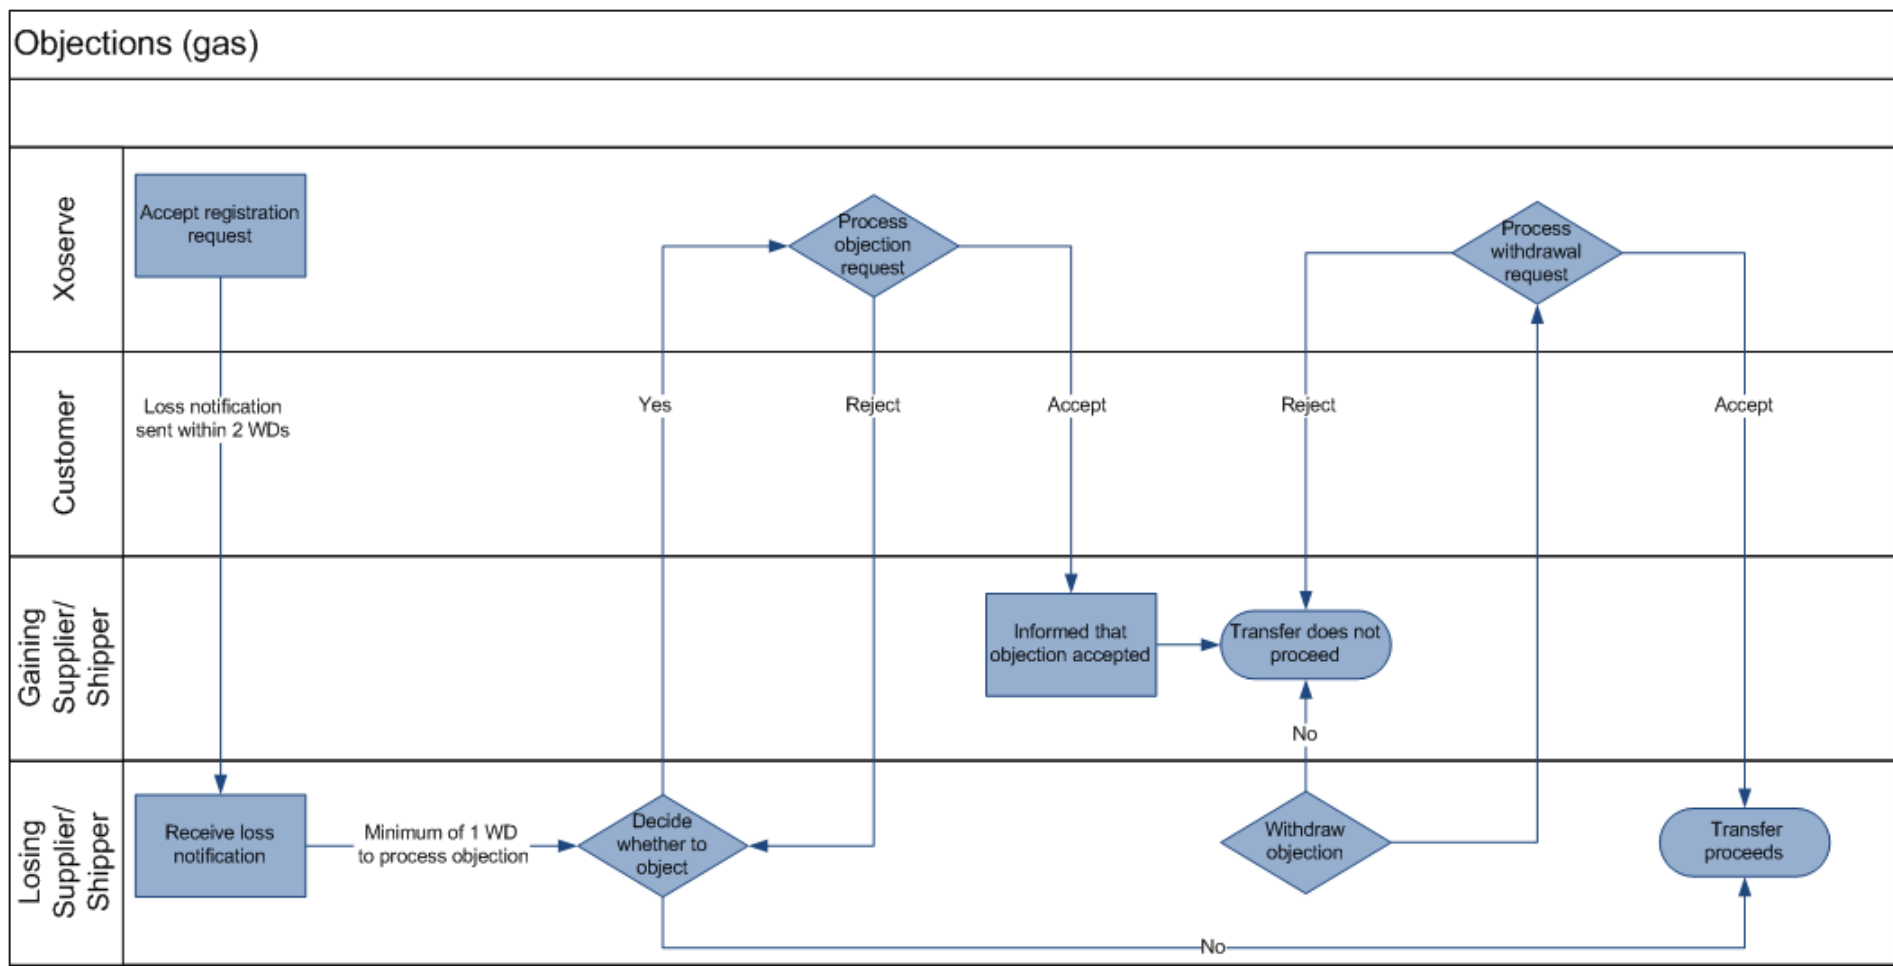 Objections (gas)
Xoserve
Accept registration
request
Process
objection
request
Process
withdrawal
request
Customer
Loss notification
sent within 2 WDs
Yes
Reject
Accept
Reject
Accept
Gaining
Supplier/
Shipper
Informed that
objection accepted
Transfer does not
proceed
No
Losing
Supplier/
Shipper
Receive loss
notification
Minimum of 1 WD
to process objection
Decide
whether to
object
Withdraw
objection
Transfer
proceeds
No